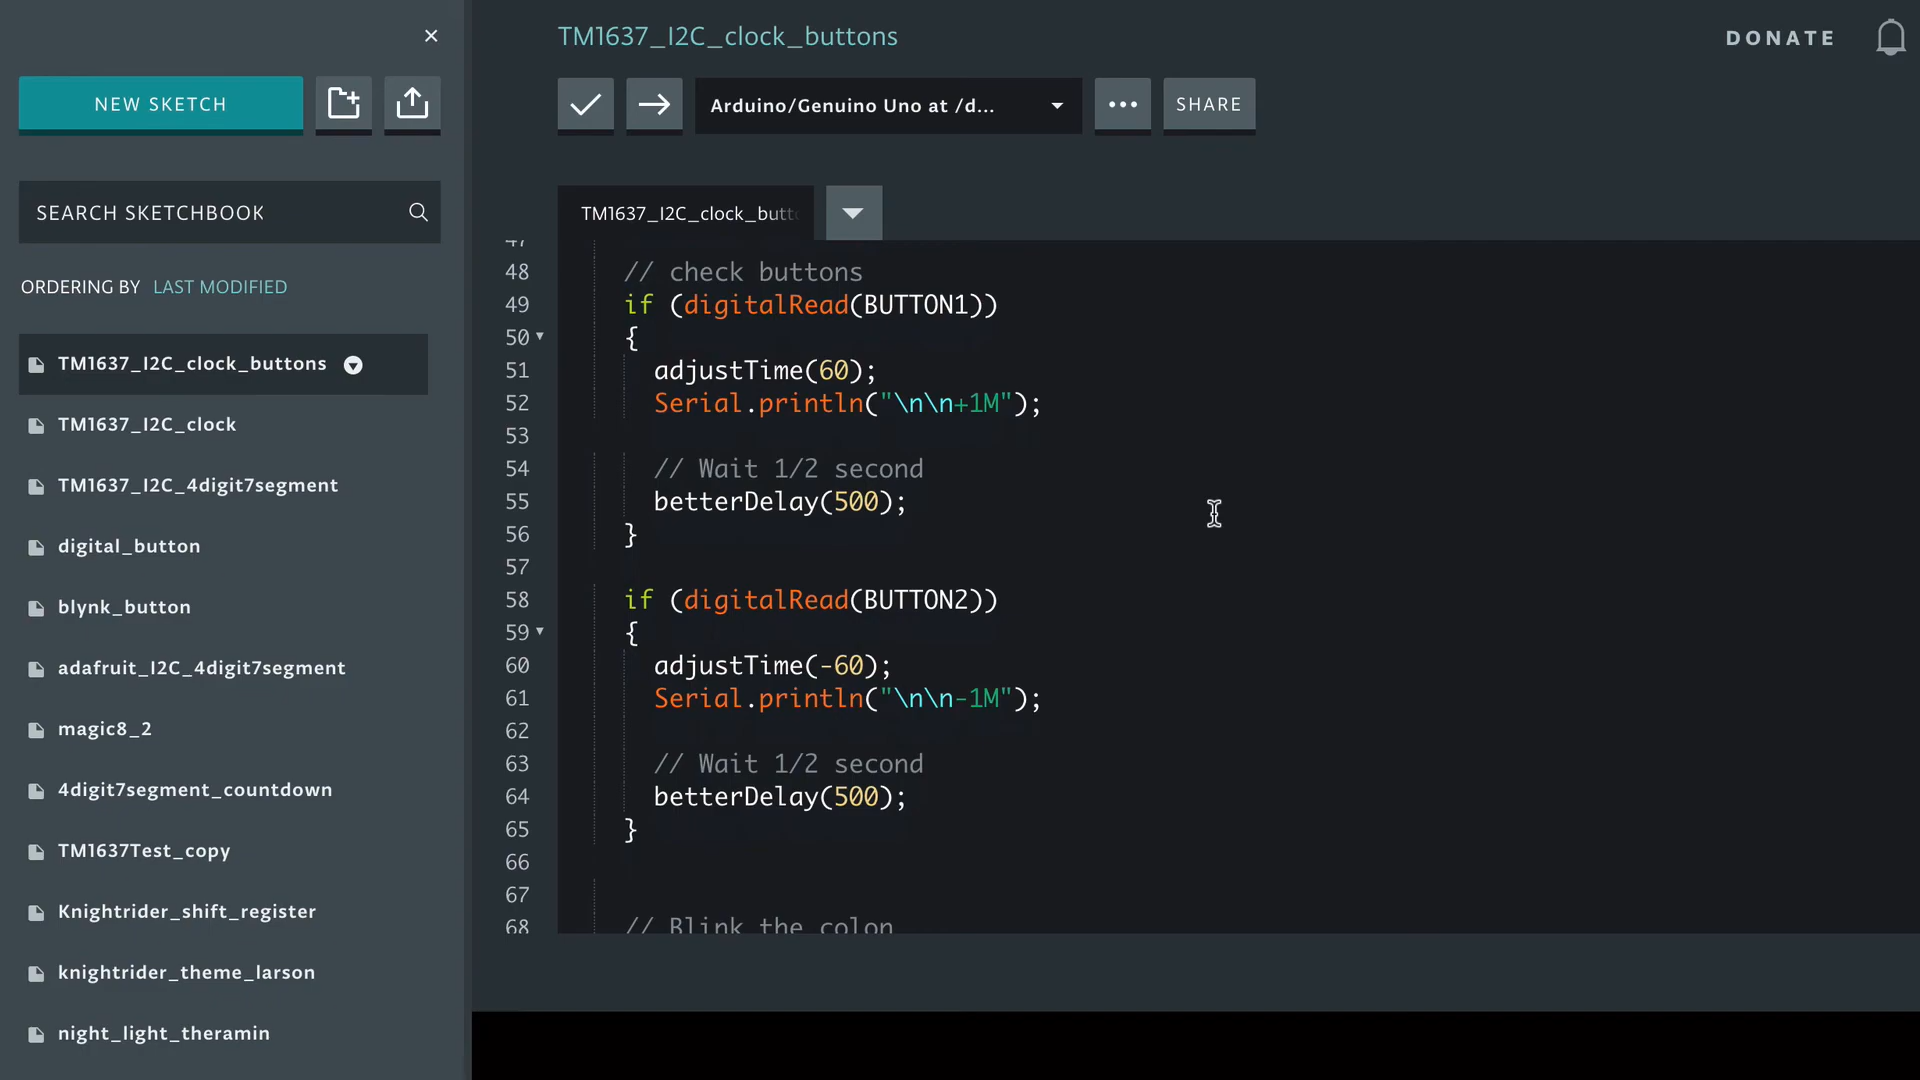 ×
NEW SKETCH
SEARCH SKETCHBOOK
ORDERING BY LAST MODIFIED
TM1637_I2C_clock_buttons
TM1637_I2C_clock
TM1637_I2C_4digit7segment
digital_button
blynk_button
adafruit_I2C_4digit7segment
magic8_2
4digit7segment_countdown
TM1637Test_copy
Knightrider_shift_register
knightrider_theme_larson
night_light_theramin
TM1637_I2C_clock_buttons
DONATE
Arduino/Genuino Uno at /d...
SHARE
TM1637_I2C_clock_butt
47
48 // check buttons
49 if (digitalRead(BUTTON1))
50 {
51 adjustTime(60);
52 Serial.println("\n\n+1M");
53
54 // Wait 1/2 second
55 betterDelay(500);
56 }
57
58 if (digitalRead(BUTTON2))
59 {
60 adjustTime(-60);
61 Serial.println("\n\n-1M");
62
63 // Wait 1/2 second
64 betterDelay(500);
65 }
66
67
68 // Blink the colon